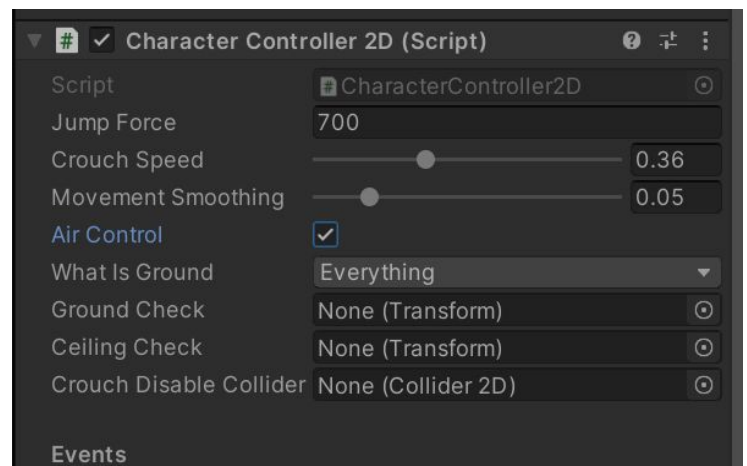 # Character Controller 2D (Script)
Script # CharacterController2D
Jump Force 700
Crouch Speed 0.36
Movement Smoothing 0.05
Air Control
What Is Ground Everything
Ground Check None (Transform)
Ceiling Check None (Transform)
Crouch Disable Collider None (Collider 2D)
Events